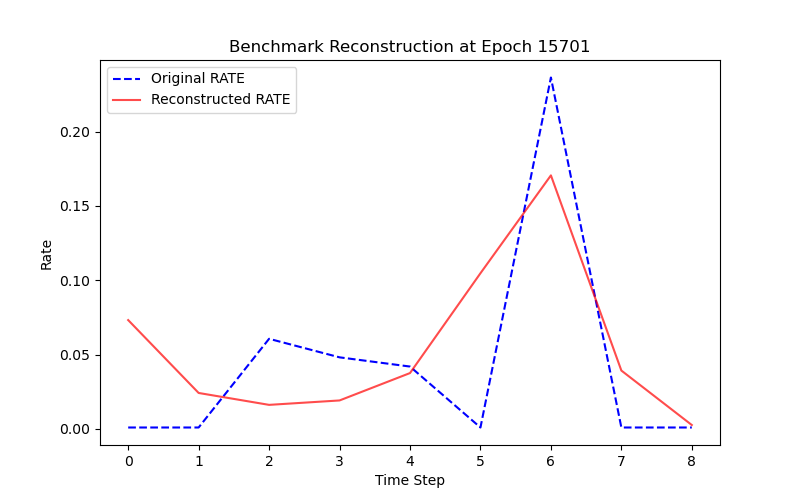 Benchmark Reconstruction at Epoch 15701
Original RATE
Reconstructed RATE
0.20
0.15
0.10
0.05
0.00
Rate
0 1 2 3 4 5 6 7 8
Time Step